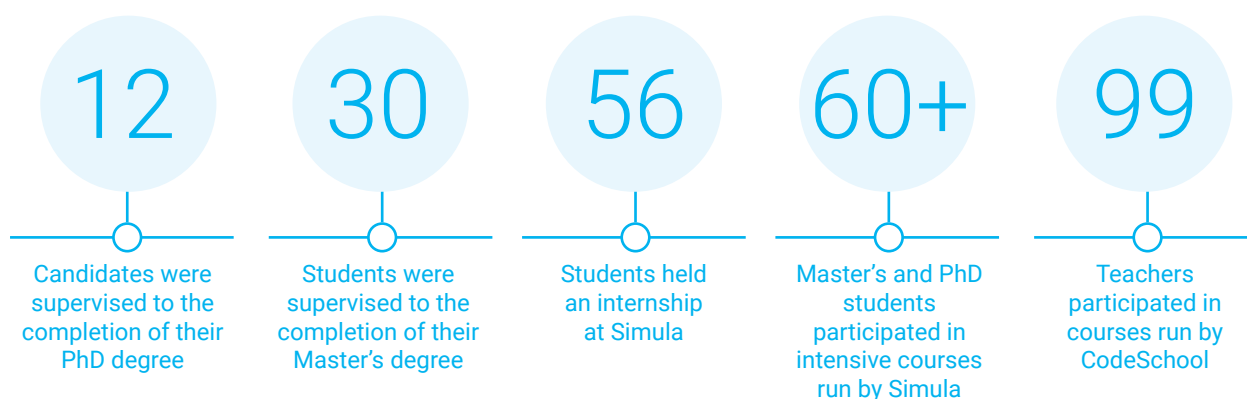 12
Candidates were
supervised to the
completion of their
PhD degree
30
Students were
supervised to the
completion of their
Master’s degree
56
Students held
an internship
at Simula
60+
Master’s and PhD
students
participated in
intensive courses
run by Simula
99
Teachers
participated in
courses run by
CodeSchool